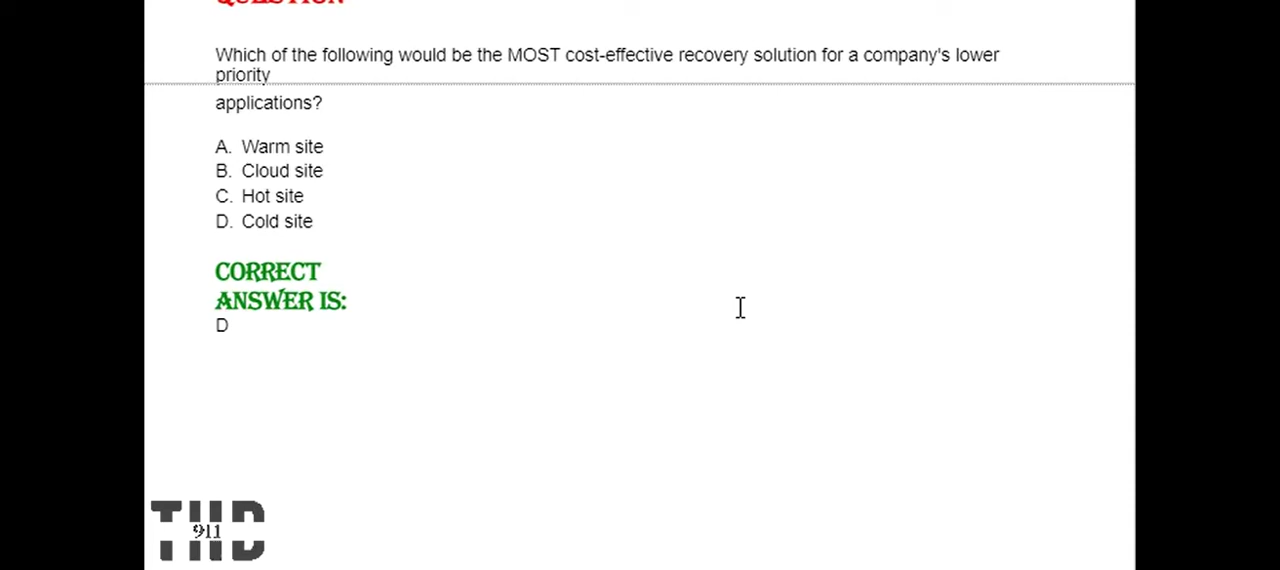 QUESTION
Which of the following would be the MOST cost-effective recovery solution for a company's lower
priority
applications?
A. Warm site
B. Cloud site
C. Hot site
D. Cold site
CORRECT
ANSWER IS:
D
THD
911